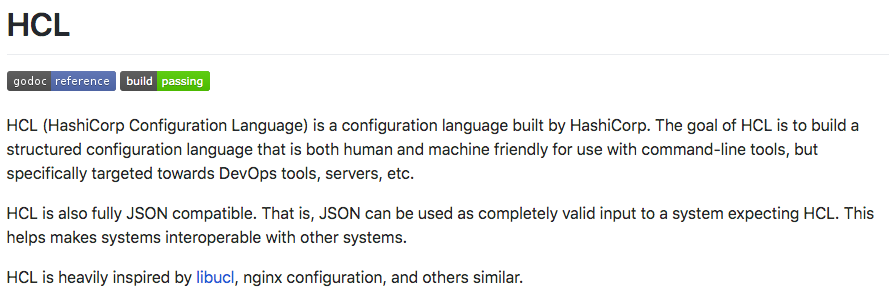 HCL
godoc reference build passing
HCL (HashiCorp Configuration Language) is a configuration language built by HashiCorp. The goal of HCL is to build a
structured configuration language that is both human and machine friendly for use with command-line tools, but
specifically targeted towards DevOps tools, servers, etc.
HCL is also fully JSON compatible. That is, JSON can be used as completely valid input to a system expecting HCL. This
helps makes systems interoperable with other systems.
HCL is heavily inspired by libucl, nginx configuration, and others similar.